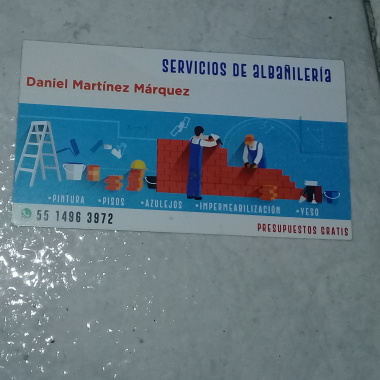 SERVICIOS DE ALBAÑILERÍA
Daniel Martínez Márquez
•PINTURA •PISOS •AZULEJOS •IMPERMEABILIZACIÓN •YESO
55 1496 3972
PRESUPUESTOS GRATIS